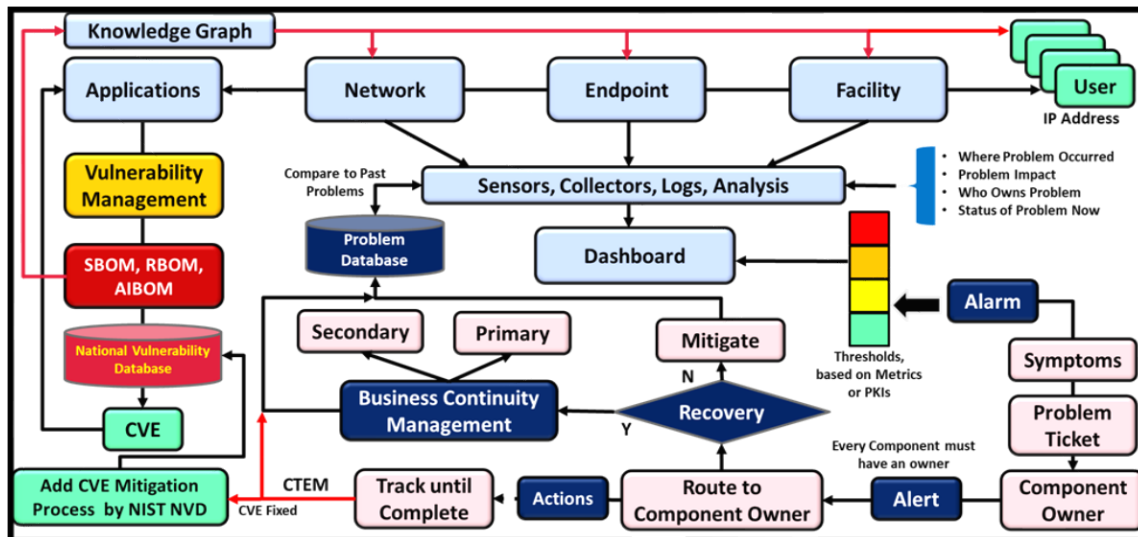 Knowledge Graph
Applications
Network
Endpoint
Facility
User
IP Address
Vulnerability
Management
Compare to Past
Problems
Sensors, Collectors, Logs, Analysis
• Where Problem Occurred
• Problem Impact
• Who Owns Problem
• Status of Problem Now
SBOM, RBOM,
AIBOM
Problem
Database
Dashboard
Alarm
National Vulnerability
Database
Secondary
Primary
Mitigate
Thresholds,
based on Metrics
or PKIs
Symptoms
CVE
Business Continuity
Management
N
Y
Recovery
Problem
Ticket
Every Component must
have an owner
Add CVE Mitigation
Process by NIST NVD
CTEM
CVE Fixed
Track until
Complete
Actions
Route to
Component Owner
Alert
Component
Owner